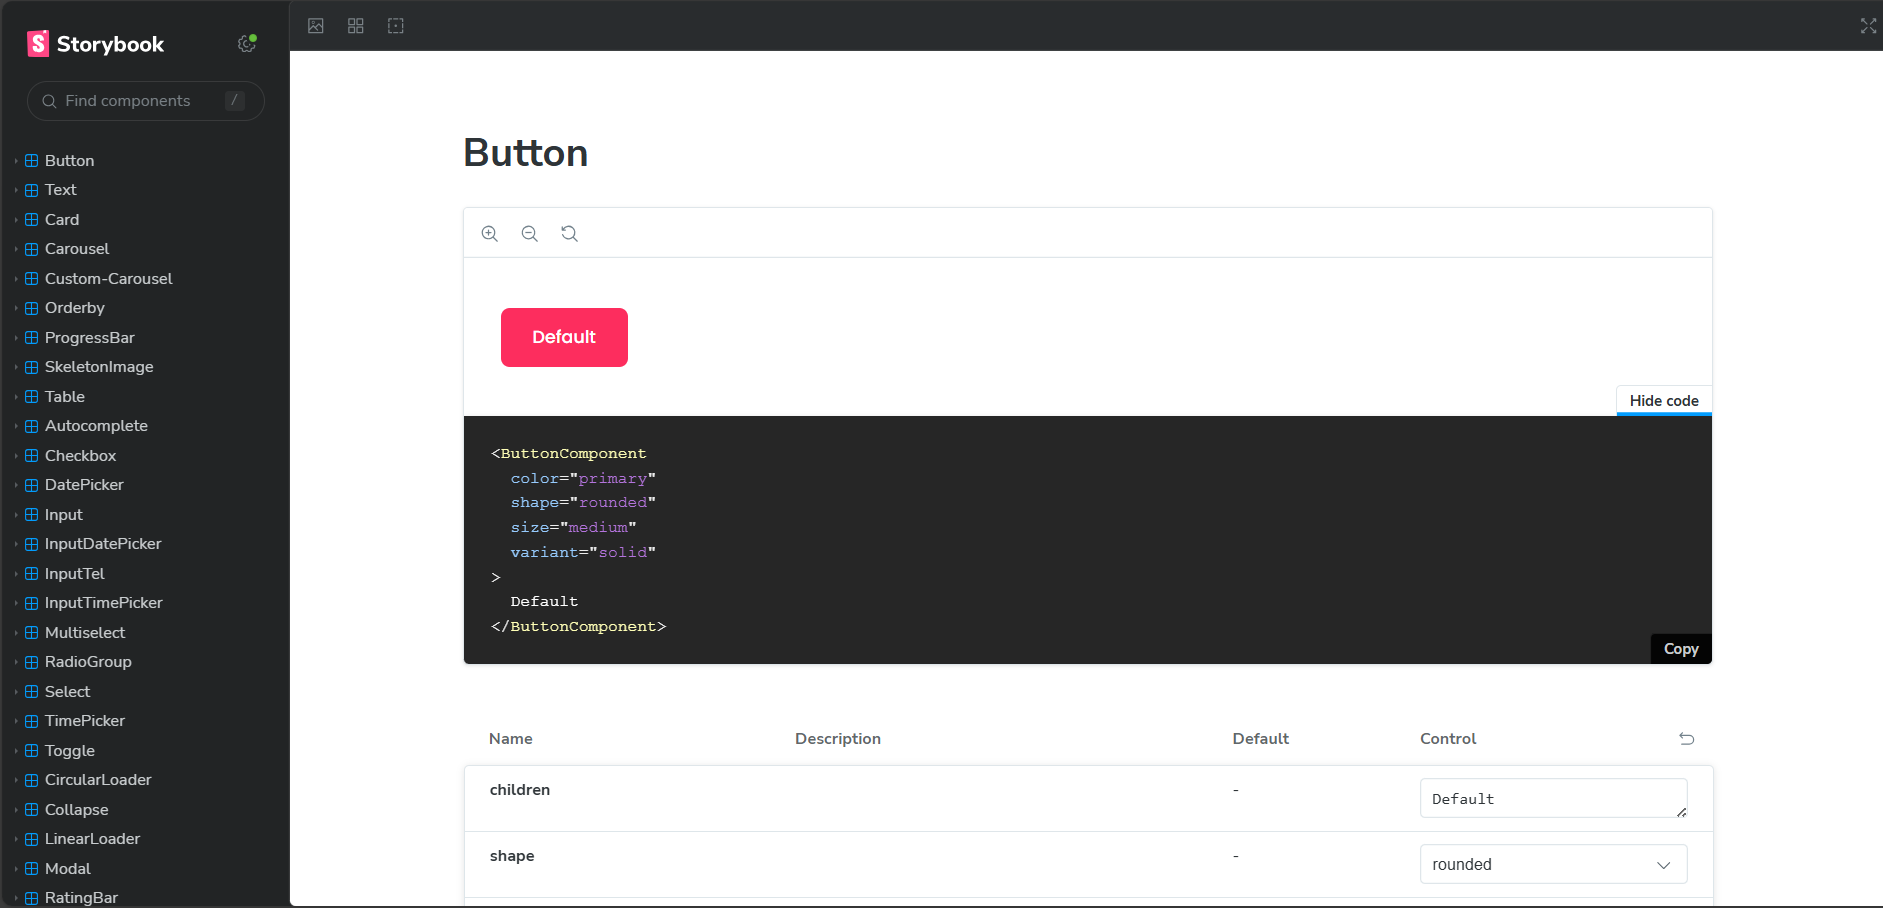 Storybook
Find components /
Button
Text
Card
Carousel
Custom-Carousel
Orderby
ProgressBar
SkeletonImage
Table
Autocomplete
Checkbox
DatePicker
Input
InputDatePicker
InputTel
InputTimePicker
Multiselect
RadioGroup
Select
TimePicker
Toggle
CircularLoader
Collapse
LinearLoader
Modal
RatingBar
Button
Default
Hide code
<ButtonComponent
color="primary"
shape="rounded"
size="medium"
variant="solid"
>
Default
</ButtonComponent>
Copy
Name Description Default Control
children - Default
shape - rounded